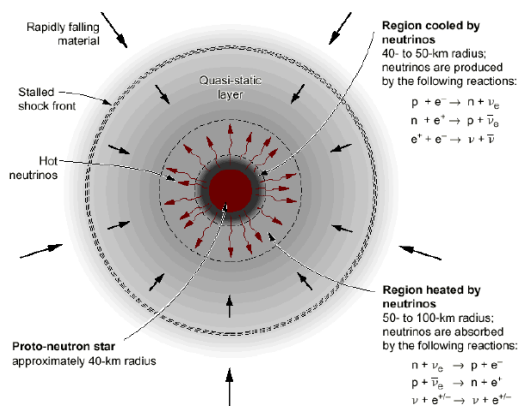 Rapidly falling
material
Stalled
shock front
Quasi-static
layer
Hot
neutrinos
Proto-neutron star
approximately 40-km radius
Region cooled by
neutrinos
40- to 50-km radius;
neutrinos are produced
by the following reactions:
p + e⁻ → n + νₑ
n + e⁺ → p + ν̅ₑ
e⁺ + e⁻ → ν + ν̅
Region heated by
neutrinos
50- to 100-km radius;
neutrinos are absorbed
by the following reactions:
n + νₑ → p + e⁻
p + ν̅ₑ → n + e⁺
ν + e⁺/⁻ → ν + e⁺/⁻